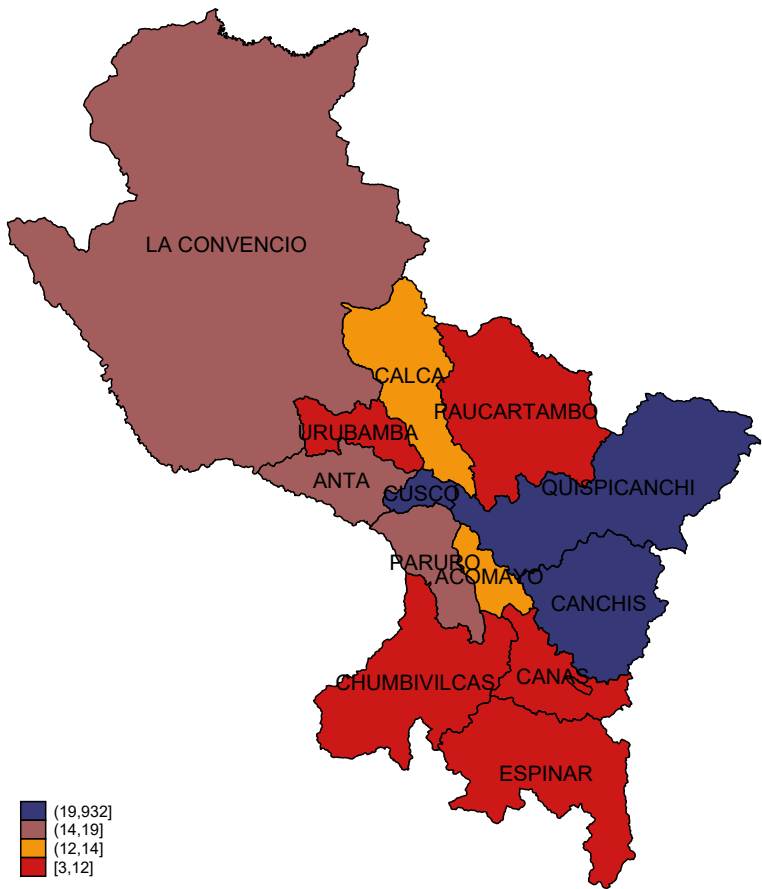 LA CONVENCIO
CALCA
PAUCARTAMBO
URUBAMBA
ANTA
CUSCO
QUISPICANCHI
PARURO
ACOMAYO
CANCHIS
CHUMBIVILCAS
CANAS
ESPINAR
(19,932]
(14,19]
(12,14]
[3,12]